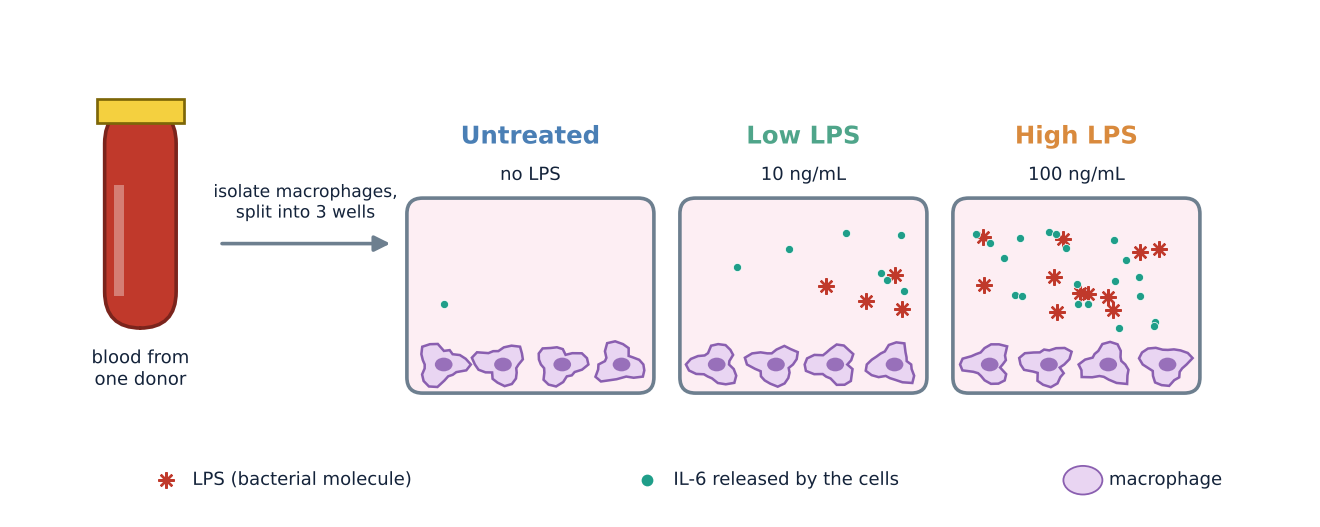 Untreated
Low LPS
High LPS
no LPS
10 ng/mL
100 ng/mL
isolate macrophages,
split into 3 wells
blood from
one donor
LPS (bacterial molecule)
IL-6 released by the cells
macrophage